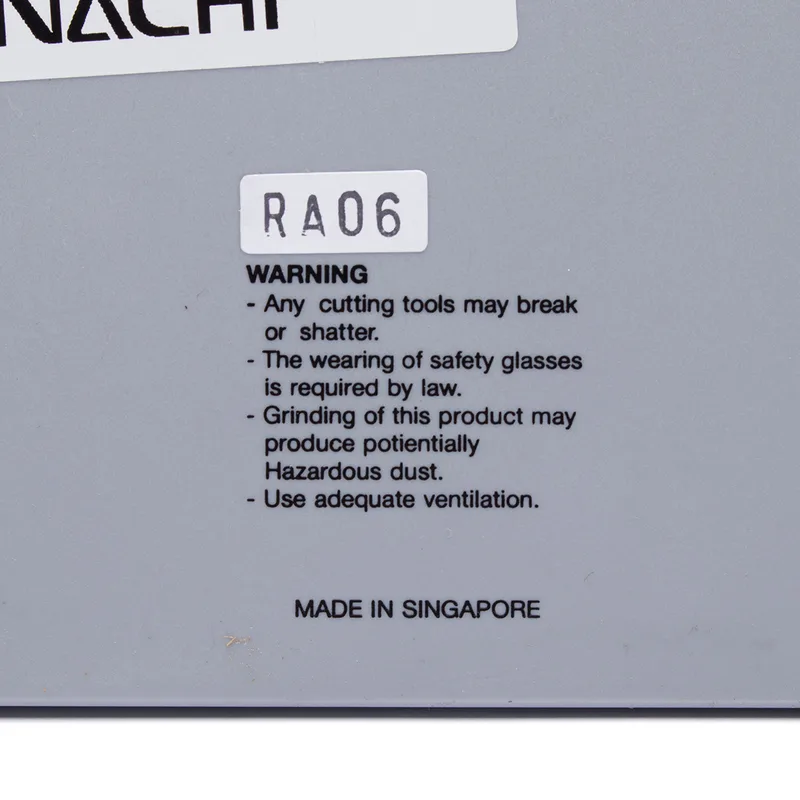 NACHI
RA06
WARNING
- Any cutting tools may break
or shatter.
- The wearing of safety glasses
is required by law.
- Grinding of this product may
produce potientially
Hazardous dust.
- Use adequate ventilation.
MADE IN SINGAPORE